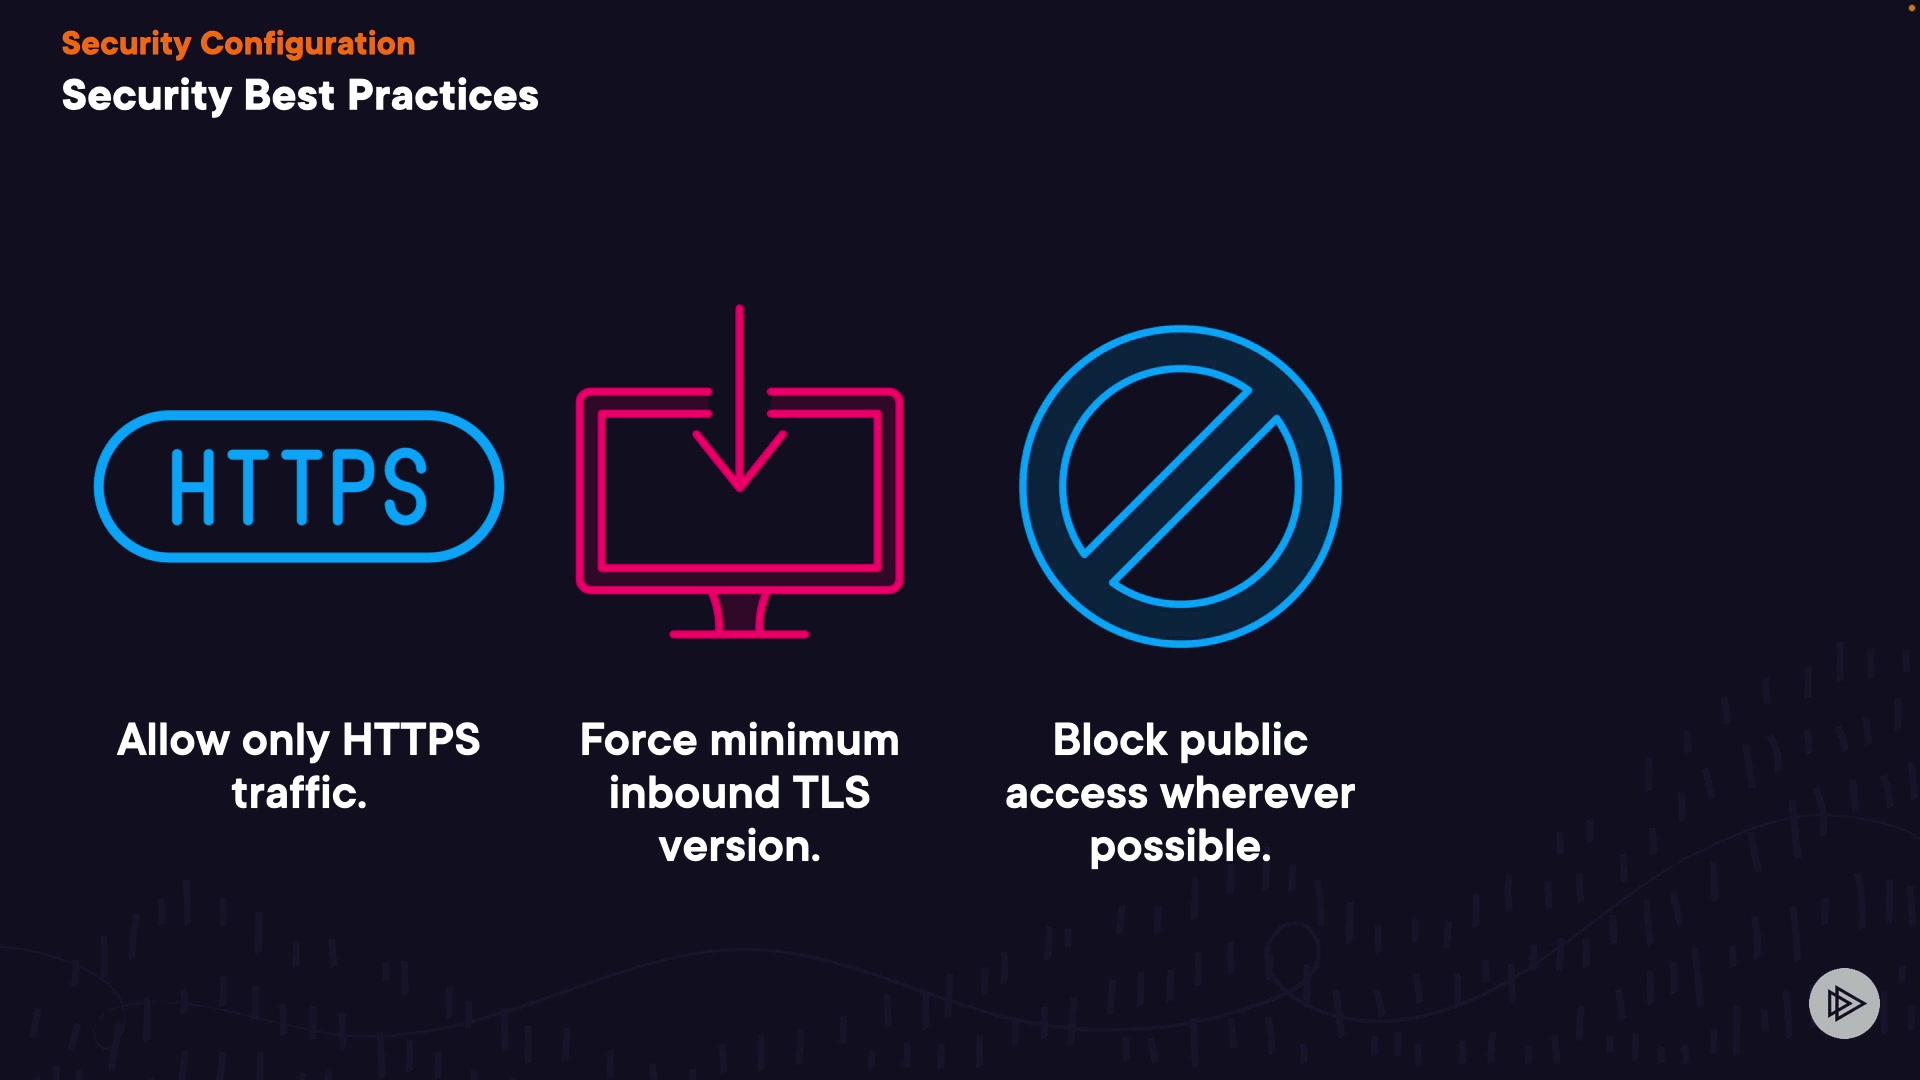 Security Configuration
Security Best Practices
HTTPS
Allow only HTTPS
traffic.
Force minimum
inbound TLS
version.
Block public
access wherever
possible.